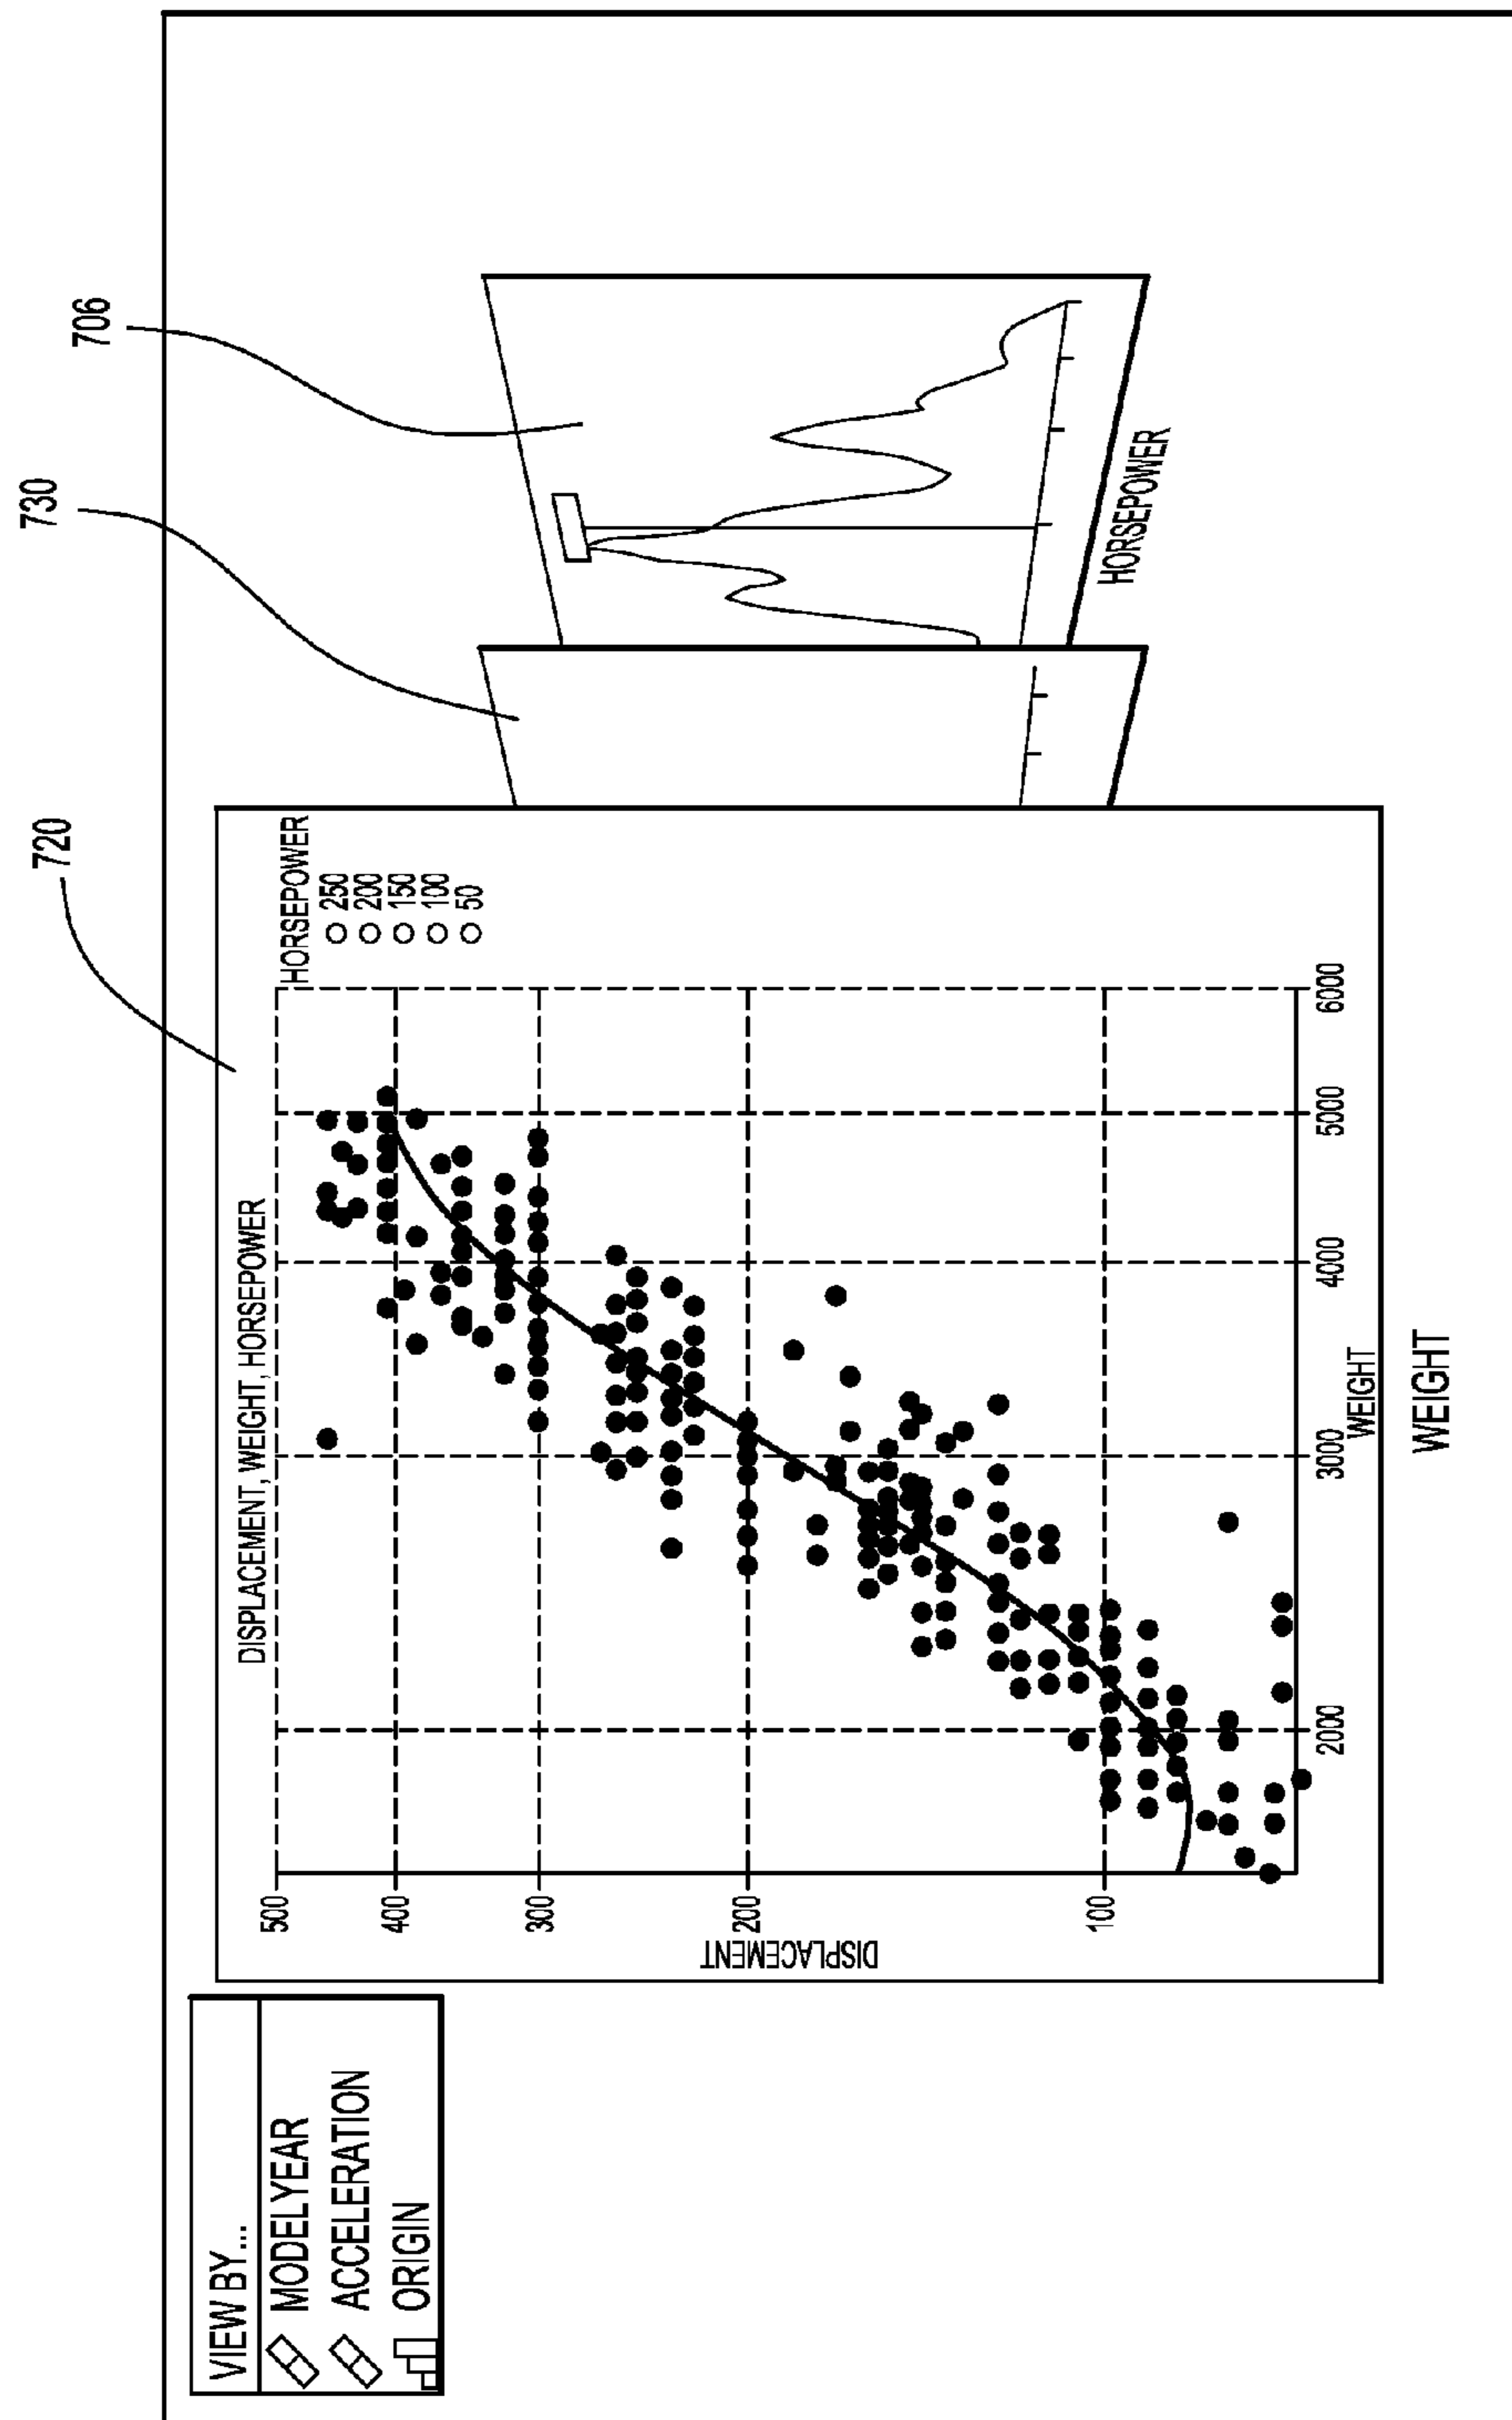 VIEW BY...
MODELYEAR
ACCELERATION
ORIGIN
720
730
706
DISPLACEMENT, WEIGHT, HORSEPOWER
HORSEPOWER
250
200
150
100
50
500
400
300
200
100
DISPLACEMENT
2000
3000
4000
5000
6000
WEIGHT
WEIGHT
HORSEPOWER